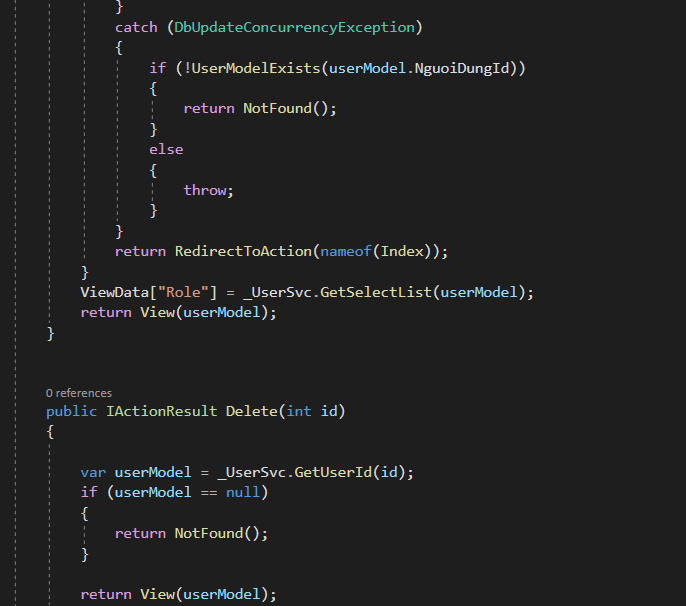 }
catch (DbUpdateConcurrencyException)
{
if (!UserModelExists(userModel.NguoiDungId))
{
return NotFound();
}
else
{
throw;
}
}
return RedirectToAction(nameof(Index));
}
ViewData["Role"] = _UserSvc.GetSelectList(userModel);
return View(userModel);
}
0 references
public IActionResult Delete(int id)
{
var userModel = _UserSvc.GetUserId(id);
if (userModel == null)
{
return NotFound();
}
return View(userModel);